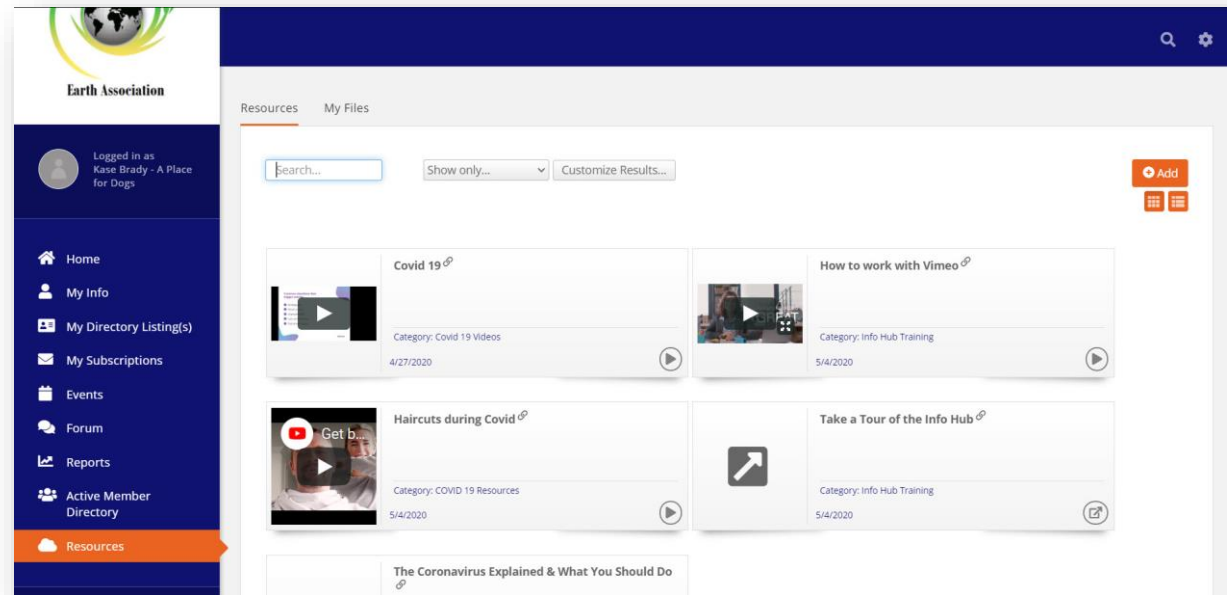 Earth Association
Logged in as
Kase Brady - A Place
for Dogs
Home
My Info
My Directory Listing(s)
My Subscriptions
Events
Forum
Reports
Active Member
Directory
Resources
Resources My Files
Search... Show only... Customize Results...
Add
Covid 19
Category: Covid 19 Videos
4/27/2020
How to work with Vimeo
Category: Info Hub Training
5/4/2020
Get b...
Haircuts during Covid
Category: COVID 19 Resources
5/4/2020
Take a Tour of the Info Hub
Category: Info Hub Training
5/4/2020
The Coronavirus Explained & What You Should Do